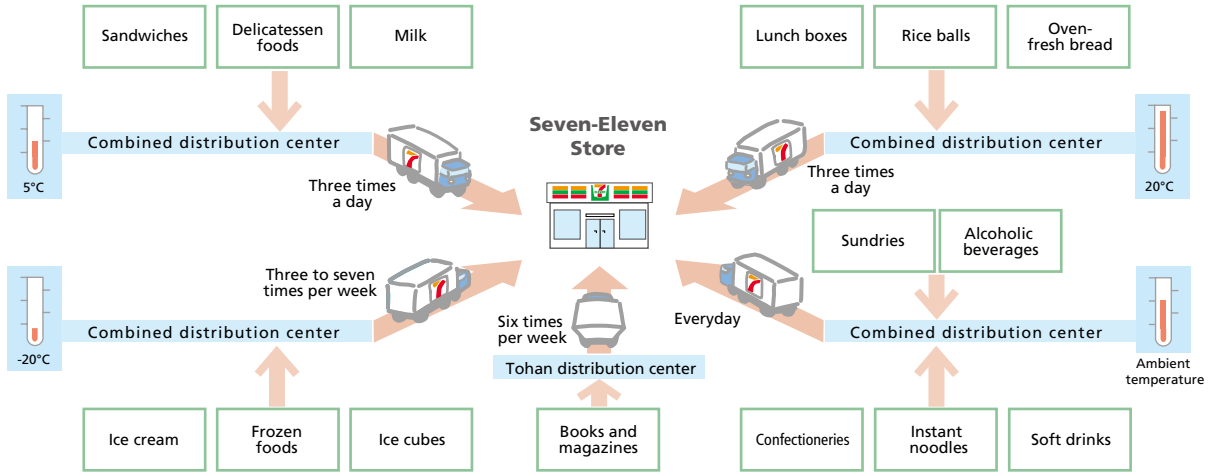 Sandwiches
Delicatessen
foods
Milk
Lunch boxes
Rice balls
Oven-
fresh bread
5°C
Combined distribution center
Three times
a day
Seven-Eleven
Store
Combined distribution center
Three times
a day
20°C
Sundries
Alcoholic
beverages
-20°C
Combined distribution center
Three to seven
times per week
Six times
per week
Tohan distribution center
Everyday
Combined distribution center
Ambient
temperature
Ice cream
Frozen
foods
Ice cubes
Books and
magazines
Confectioneries
Instant
noodles
Soft drinks